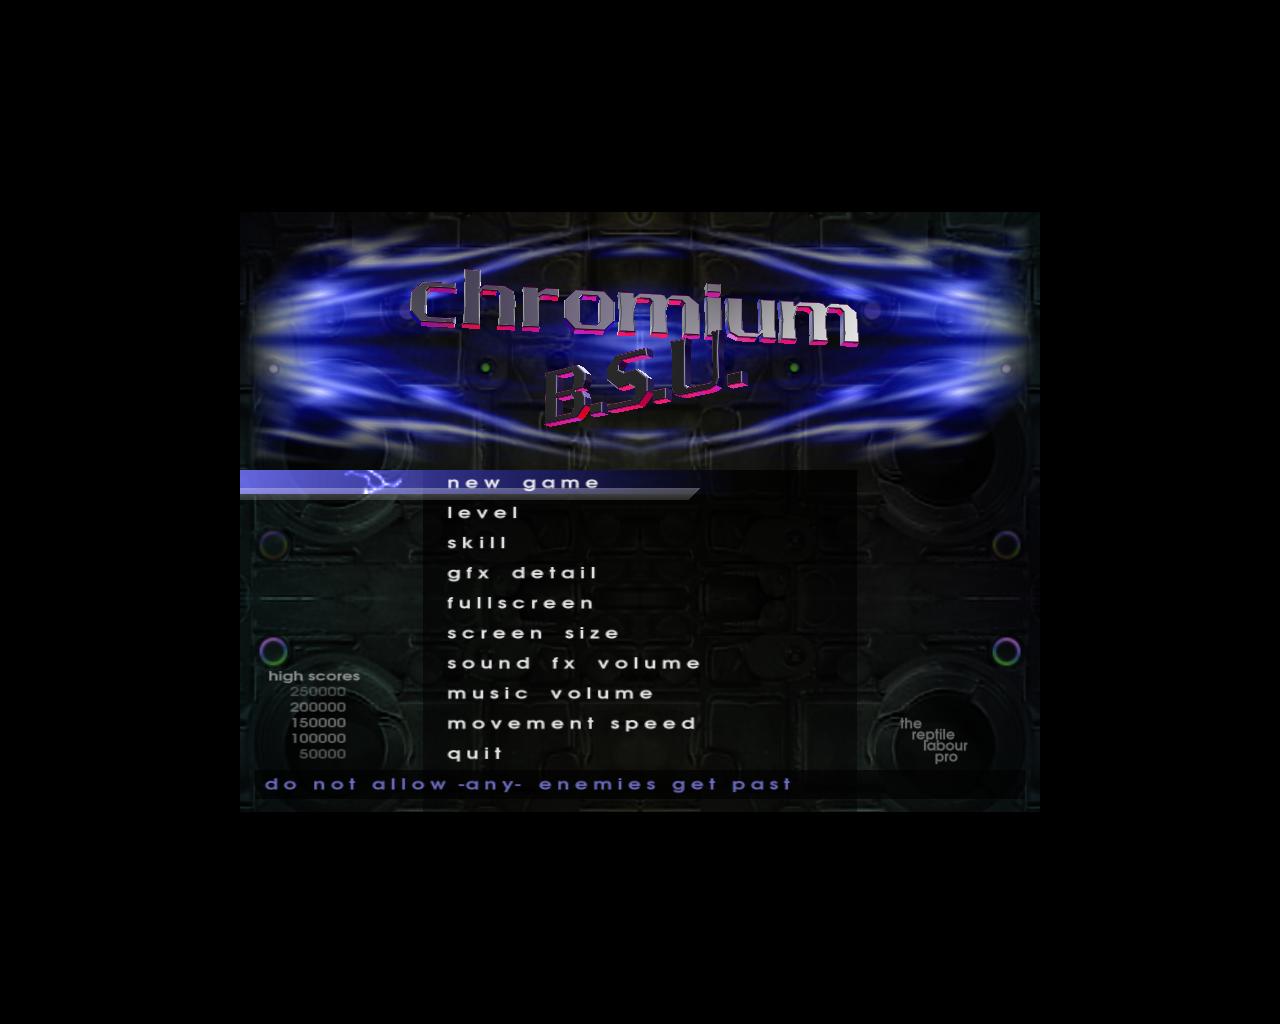 chromium
B.S.U.
new game
level
skill
gfx detail
fullscreen
screen size
sound fx volume
music volume
movement speed
quit
high scores
250000
200000
150000
100000
50000
the
reptile
labour
pro
do not allow -any- enemies get past